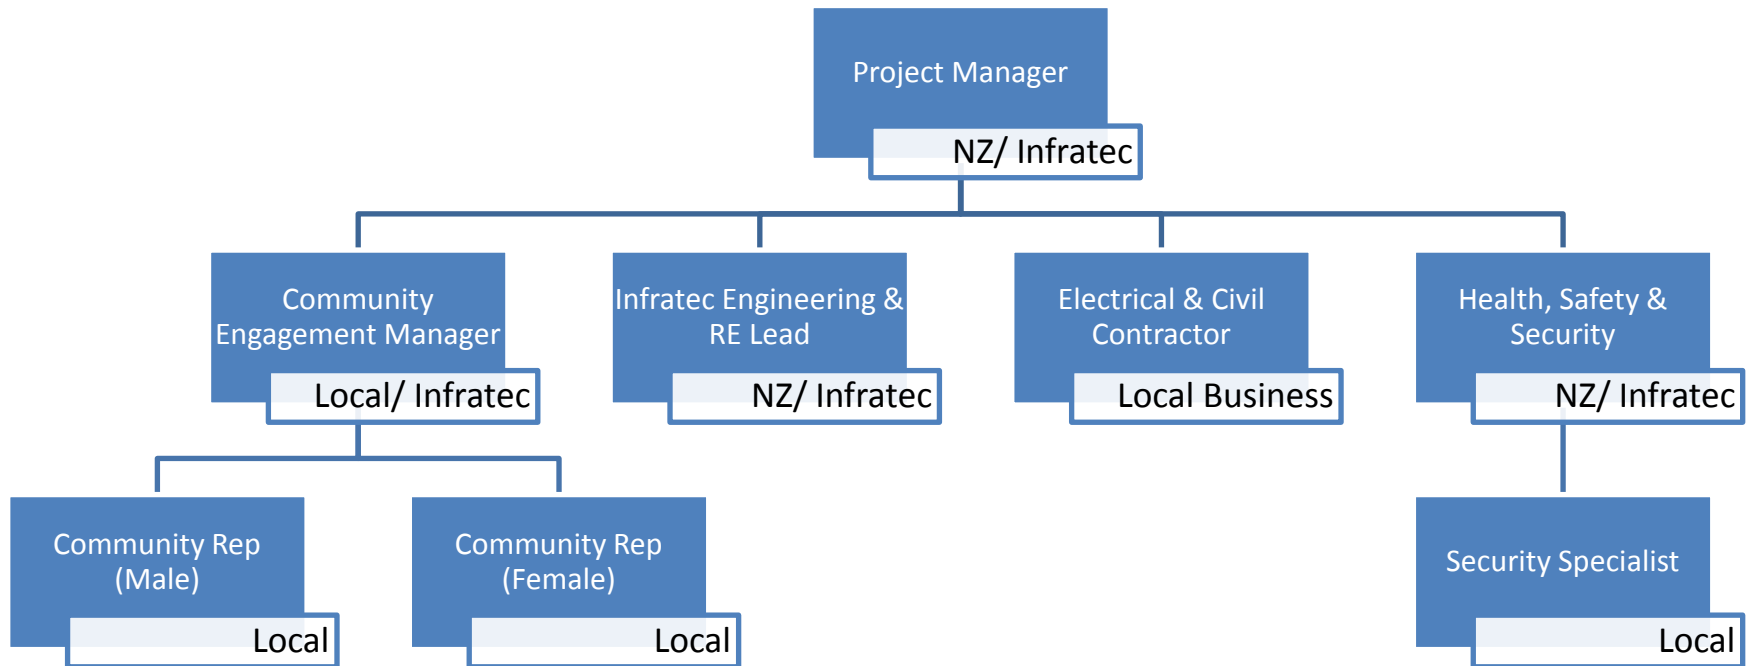 Project Manager
NZ/ Infratec
Community
Engagement Manager
Local/ Infratec
Infratec Engineering &
RE Lead
NZ/ Infratec
Electrical & Civil
Contractor
Local Business
Health, Safety &
Security
NZ/ Infratec
Community Rep
(Male)
Local
Community Rep
(Female)
Local
Security Specialist
Local